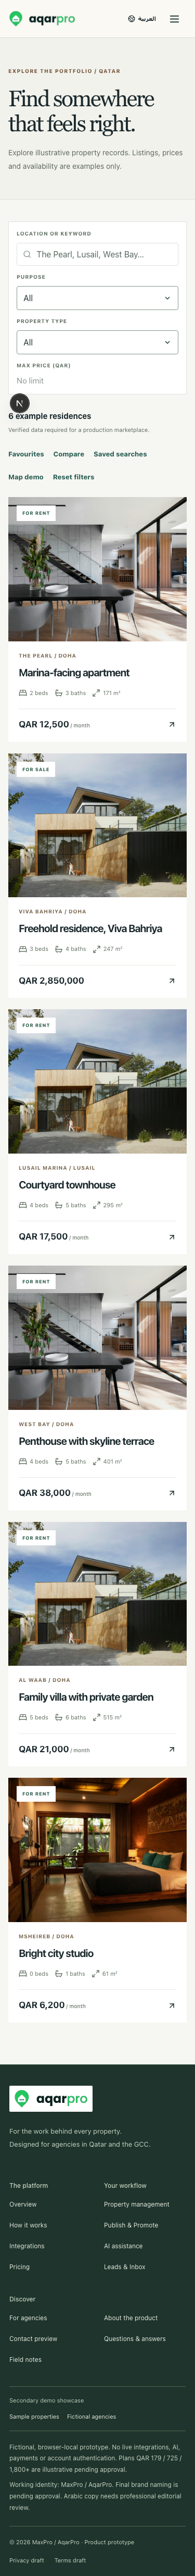 aqarpro
العربية
EXPLORE THE PORTFOLIO / QATAR
Find somewhere
that feels right.
Explore illustrative property records. Listings, prices
and availability are examples only.
LOCATION OR KEYWORD
The Pearl, Lusail, West Bay...
PURPOSE
All
PROPERTY TYPE
All
MAX PRICE (QAR)
No limit
N
6 example residences
Verified data required for a production marketplace.
Favourites Compare Saved searches
Map demo Reset filters
FOR RENT
THE PEARL / DOHA
Marina-facing apartment
2 beds 3 baths 171 m²
QAR 12,500 / month
FOR SALE
VIVA BAHRIYA / DOHA
Freehold residence, Viva Bahriya
3 beds 4 baths 247 m²
QAR 2,850,000
FOR RENT
LUSAIL MARINA / LUSAIL
Courtyard townhouse
4 beds 5 baths 295 m²
QAR 17,500 / month
FOR RENT
WEST BAY / DOHA
Penthouse with skyline terrace
4 beds 5 baths 401 m²
QAR 38,000 / month
FOR RENT
AL WAAB / DOHA
Family villa with private garden
5 beds 6 baths 515 m²
QAR 21,000 / month
FOR RENT
MSHEIREB / DOHA
Bright city studio
0 beds 1 baths 61 m²
QAR 6,200 / month
aqarpro
The work behind every property.
Designed for agencies in Qatar and the GCC.
The platform
Overview
How it works
Integrations
Pricing
Your workflow
Property management
Publish & Promote
AI assistance
Leads & Inbox
Discover
For agencies
Contact preview
Field notes
About the product
Questions & answers
Secondary demo showcase
Sample properties Fictional agencies
Fictional, browser-local prototype. No live integrations, AI,
payments or account authentication. Plans QAR 179 / 725 /
1,800+ are illustrative pending approval.
Working identity: MaxPro / AqarPro. Final brand naming is
pending approval. Arabic copy needs professional editorial
review.
© 2026 MaxPro / AqarPro · Product prototype
Privacy draft Terms draft